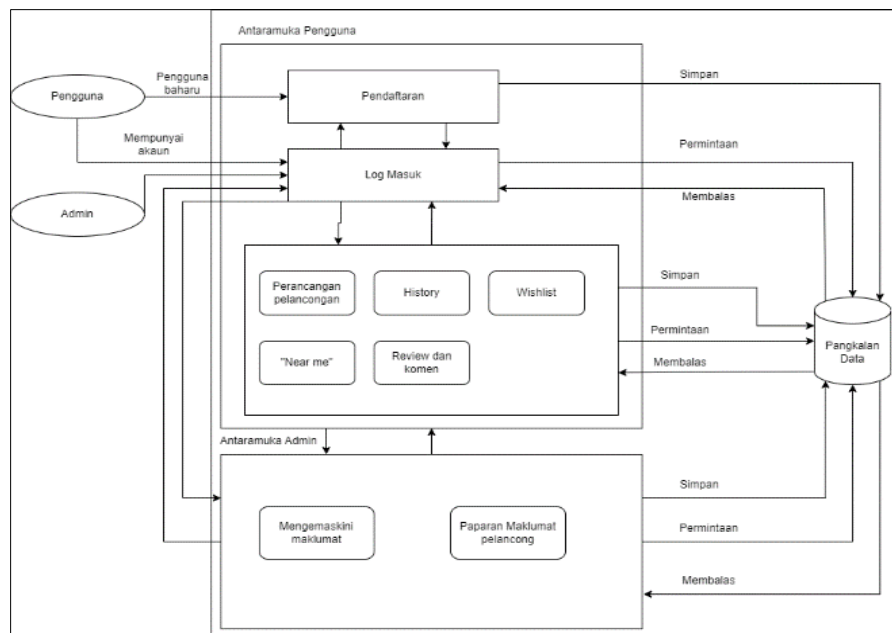 Antaramuka Pengguna
Pengguna
baharu
Pengguna
Pendaftaran
Simpan
Mempunyai
akaun
Log Masuk
Permintaan
Membalas
Admin
Perancangan
pelancongan
History
Wishlist
Simpan
"Near me"
Review dan
komen
Permintaan
Membalas
Pangkalan
Data
Antaramuka Admin
Mengemaskini
maklumat
Paparan Maklumat
pelancong
Simpan
Permintaan
Membalas